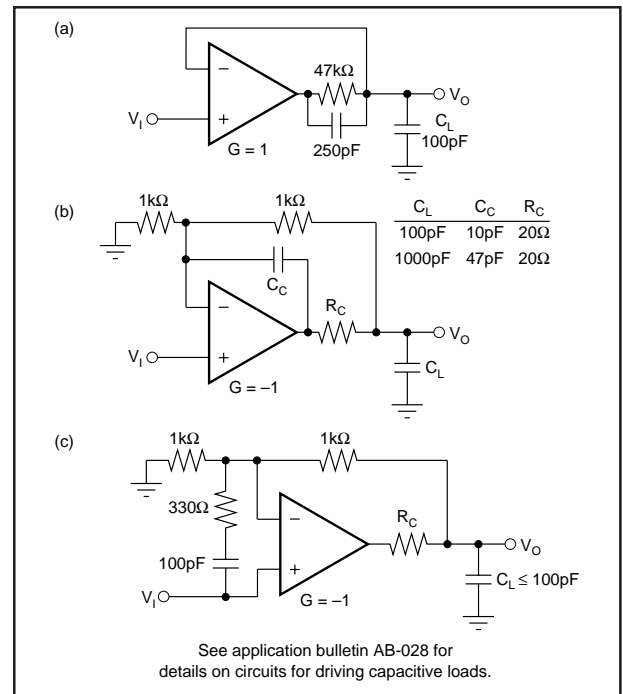 (a)
47kΩ
−
+
V_I
V_O
G = 1
250pF
C_L
100pF
(b)
1kΩ
1kΩ
C_L C_C R_C
100pF 10pF 20Ω
1000pF 47pF 20Ω
C_C
−
R_C
+
V_I
V_O
C_L
G = –1
(c)
1kΩ
1kΩ
330Ω
−
R_C
100pF
+
V_O
V_I
G = –1
C_L ≤ 100pF
See application bulletin AB-028 for
details on circuits for driving capacitive loads.